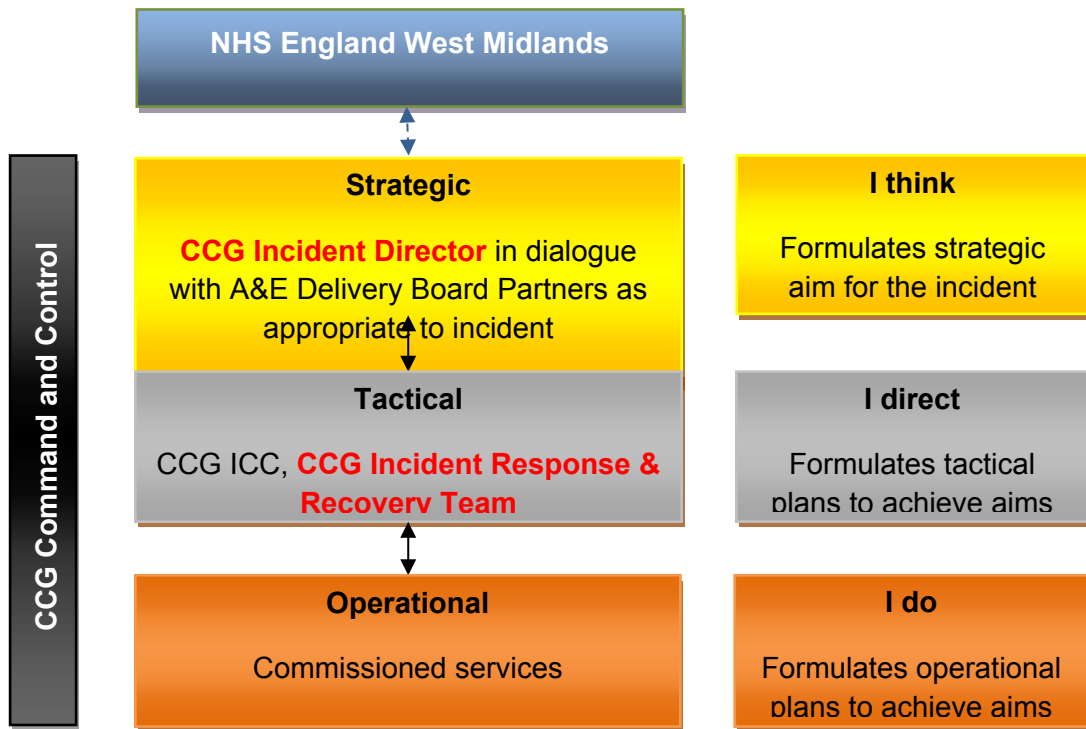 NHS England West Midlands
CCG Command and Control
Strategic
CCG Incident Director in dialogue
with A&E Delivery Board Partners as
appropriate to incident
I think
Formulates strategic
aim for the incident
Tactical
CCG ICC, CCG Incident Response &
Recovery Team
I direct
Formulates tactical
plans to achieve aims
Operational
Commissioned services
I do
Formulates operational
plans to achieve aims